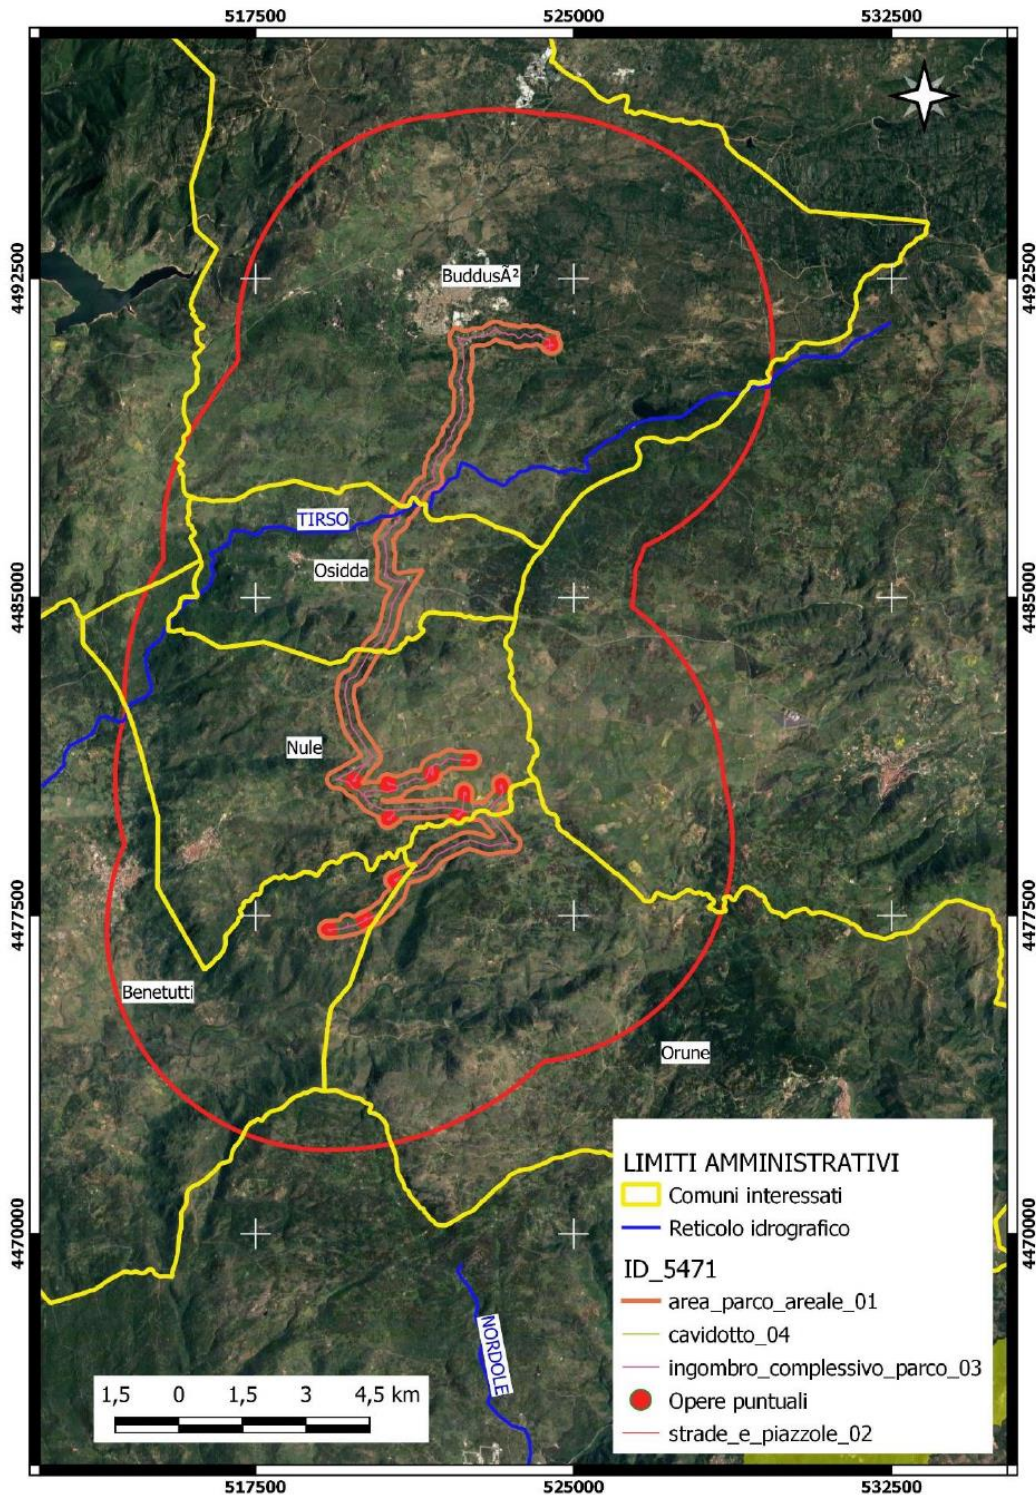 517500 525000 532500
4492500 4492500
BuddusÃ²
TIRSO
Osidda
4485000 4485000
Nule
4477500 4477500
Benetutti
Orune
LIMITI AMMINISTRATIVI
Comuni interessati
Reticolo idrografico
4470000 4470000
ID_5471
area_parco_areale_01
cavidotto_04
ingombro_complessivo_parco_03
Opere puntuali
strade_e_piazzole_02
NORDOLE
1,5 0 1,5 3 4,5 km
517500 525000 532500